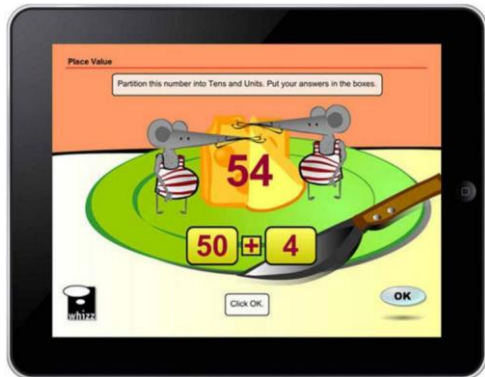 Place Value
Partition this number into Tens and Units. Put your answers in the boxes.
54
50 + 4
Click OK.
OK
whizz